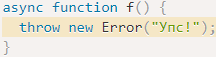 async function f() {
  throw new Error("Упс!");
}